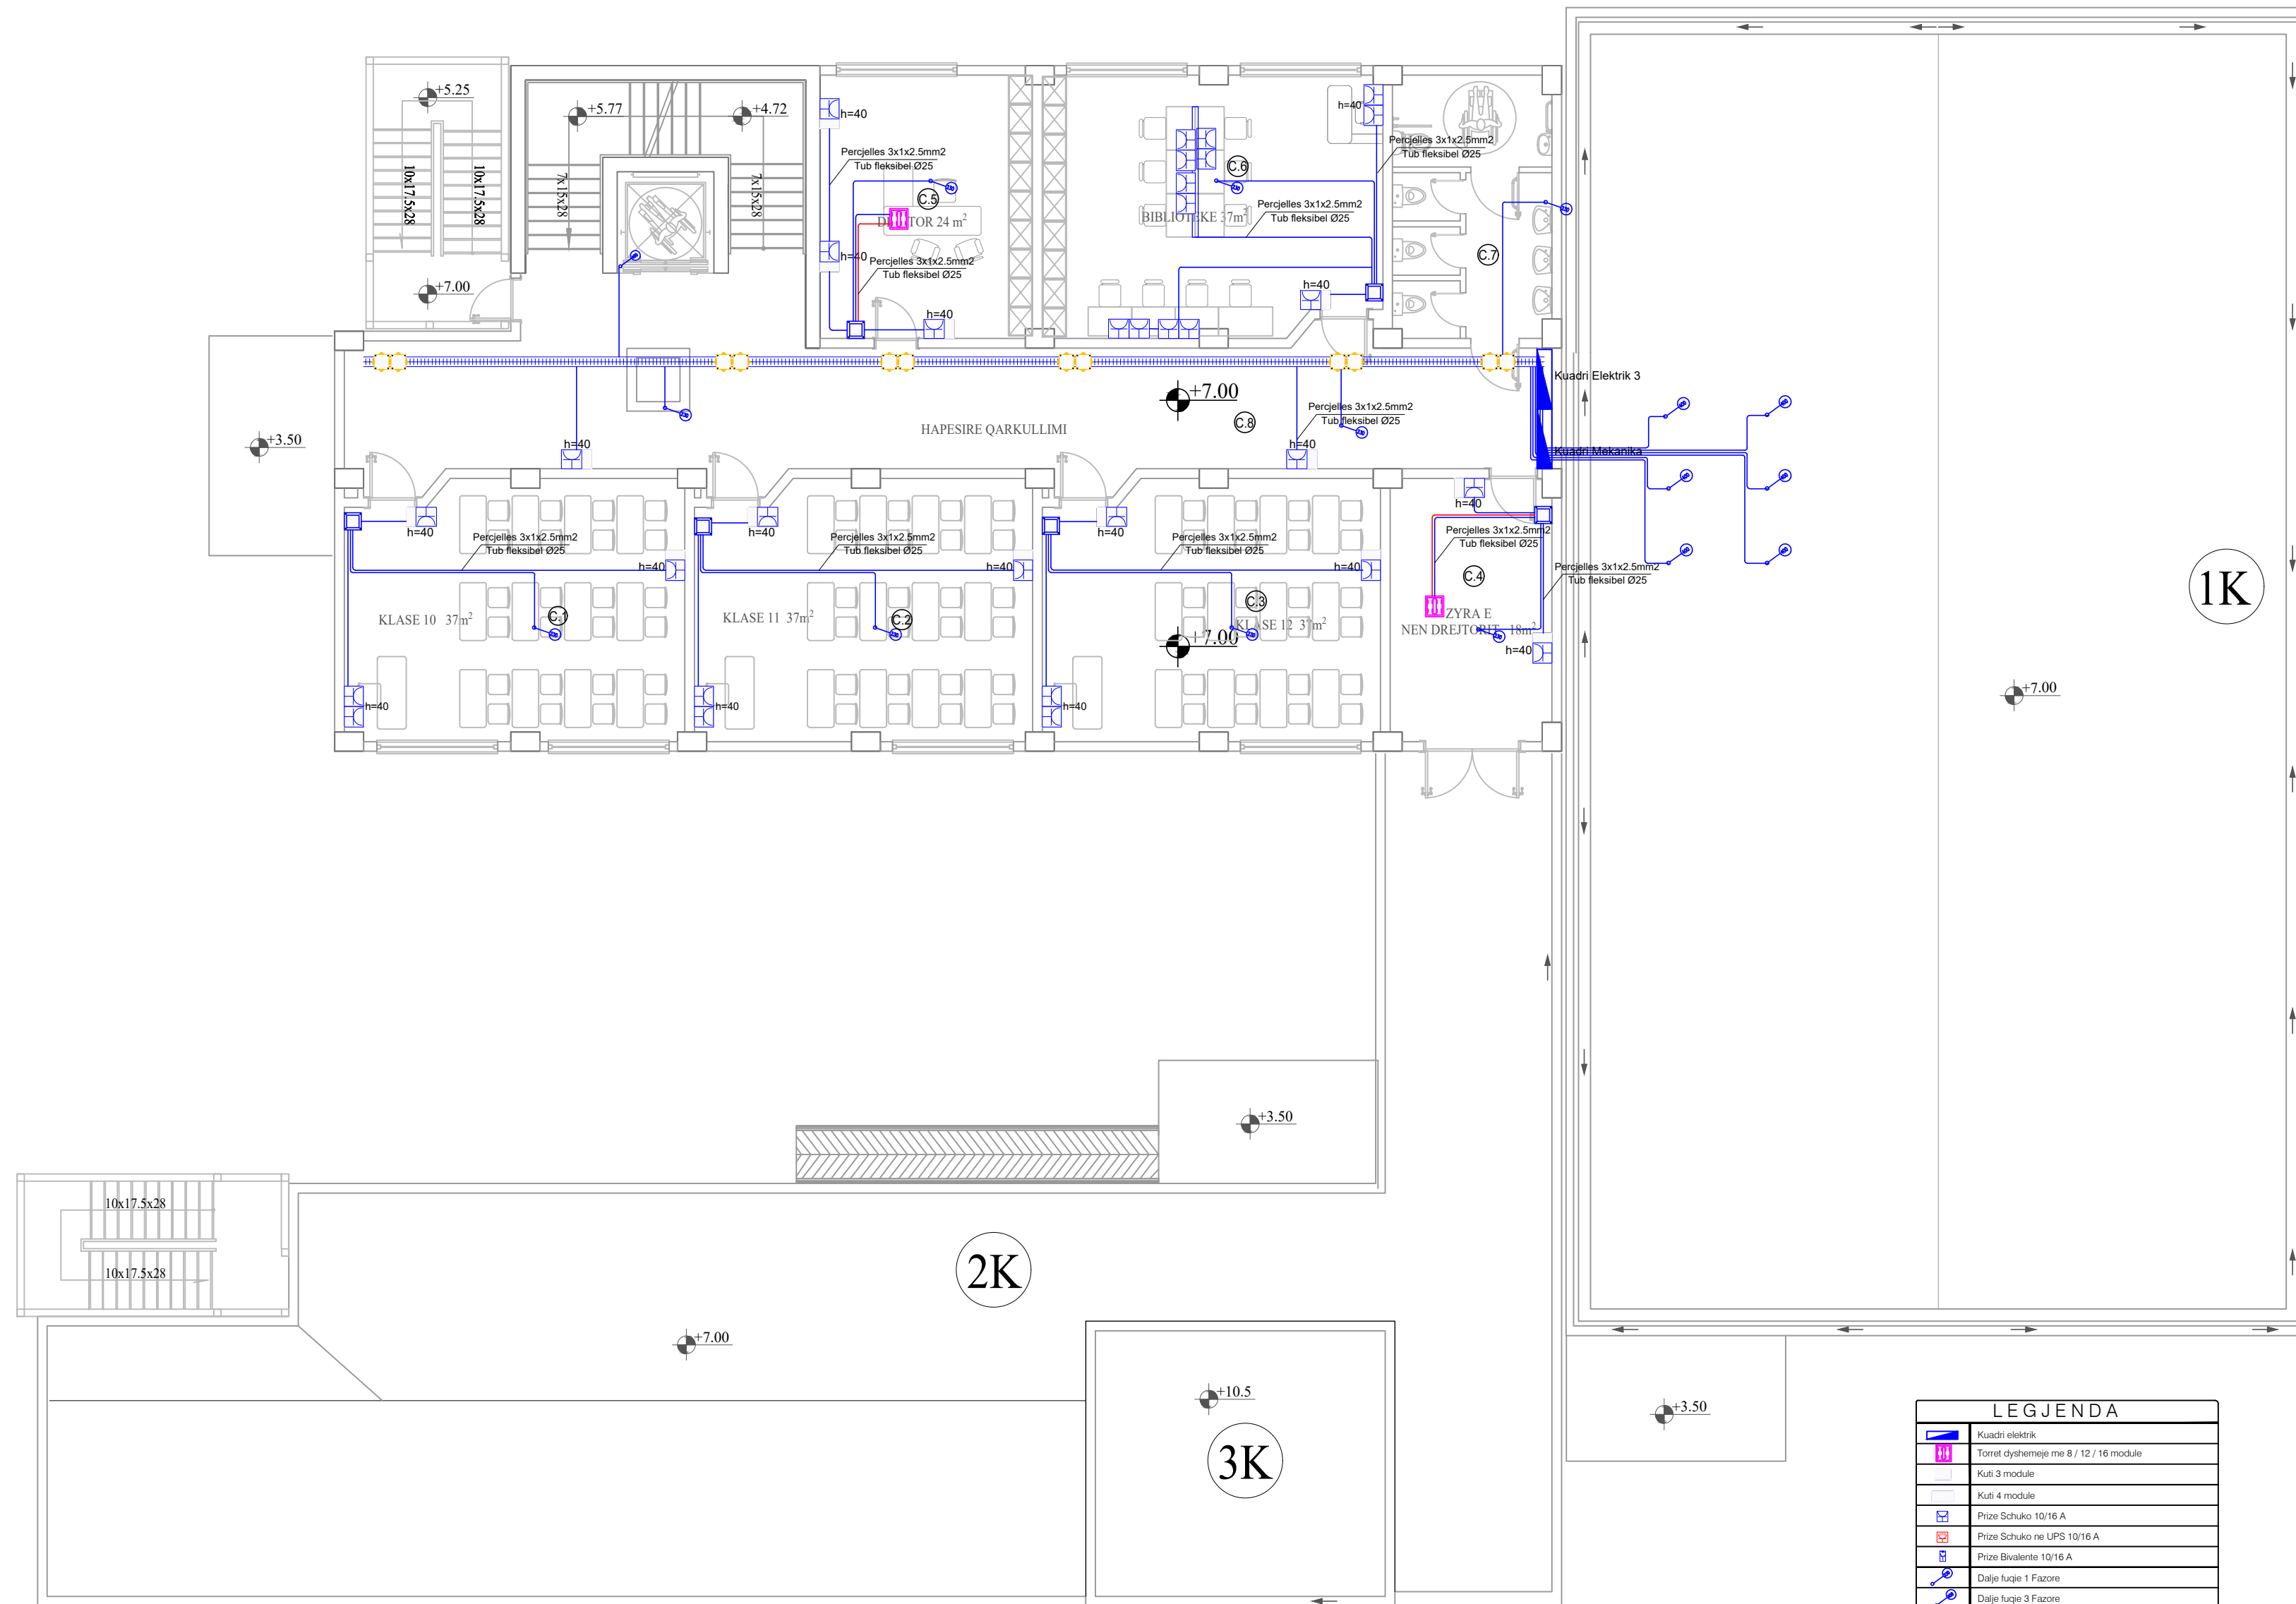 +5.25
+5.77
+4.72
10x17.5x28
10x17.5x28
7x15x28
7x15x28
+7.00
h=40
Percjelles 3x1x2.5mm2
Tub fleksibel Ø25
C.5
TOR 24 m²
h=40
Percjelles 3x1x2.5mm2
Tub fleksibel Ø25
h=40
h=40
Percjelles 3x1x2.5mm2
Tub fleksibel Ø25
C.6
Percjelles 3x1x2.5mm2
Tub fleksibel Ø25
BIBLIOTEKE 37m²
h=40
C.7
Kuadri Elektrik 3
+7.00
Percjelles 3x1x2.5mm2
Tub fleksibel Ø25
C.8
HAPESIRE QARKULLIMI
+3.50
h=40
h=40
Kuadri Mekanika
h=40
h=40
h=40
h=40
Percjelles 3x1x2.5mm2
Tub fleksibel Ø25
Percjelles 3x1x2.5mm2
Tub fleksibel Ø25
Percjelles 3x1x2.5mm2
Tub fleksibel Ø25
Percjelles 3x1x2.5mm2
Tub fleksibel Ø25
h=40
h=40
h=40
Percjelles 3x1x2.5mm2
Tub fleksibel Ø25
C.4
C.1
C.2
C.3
KLASE 10 37m²
KLASE 11 37m²
KLASE 12 37m²
ZYRA E
NEN DREJTORIT 18m²
+7.00
h=40
h=40
h=40
h=40
1K
+7.00
+3.50
10x17.5x28
10x17.5x28
2K
+7.00
+10.5
3K
+3.50
LEGJENDA
Kuadri elektrik
Torret dyshemeje me 8 / 12 / 16 module
Kuti 3 module
Kuti 4 module
Prize Schuko 10/16 A
Prize Schuko ne UPS 10/16 A
Prize Bivalente 10/16 A
Dalje fuqie 1 Fazore
Dalje fuqie 3 Fazore